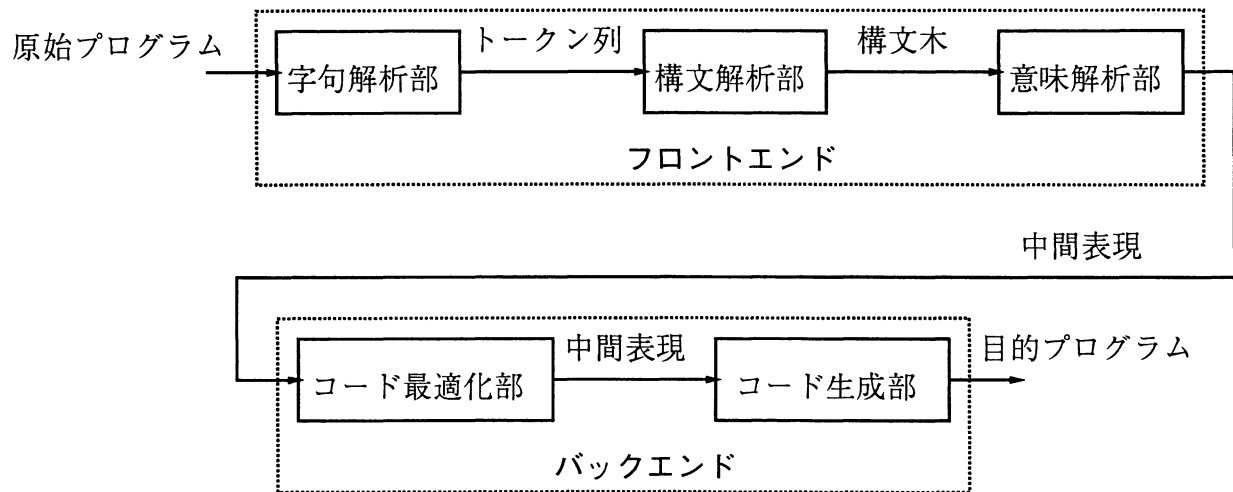 原始プログラム
字句解析部
トークン列
構文解析部
構文木
意味解析部
フロントエンド
中間表現
コード最適化部
中間表現
コード生成部
目的プログラム
バックエンド